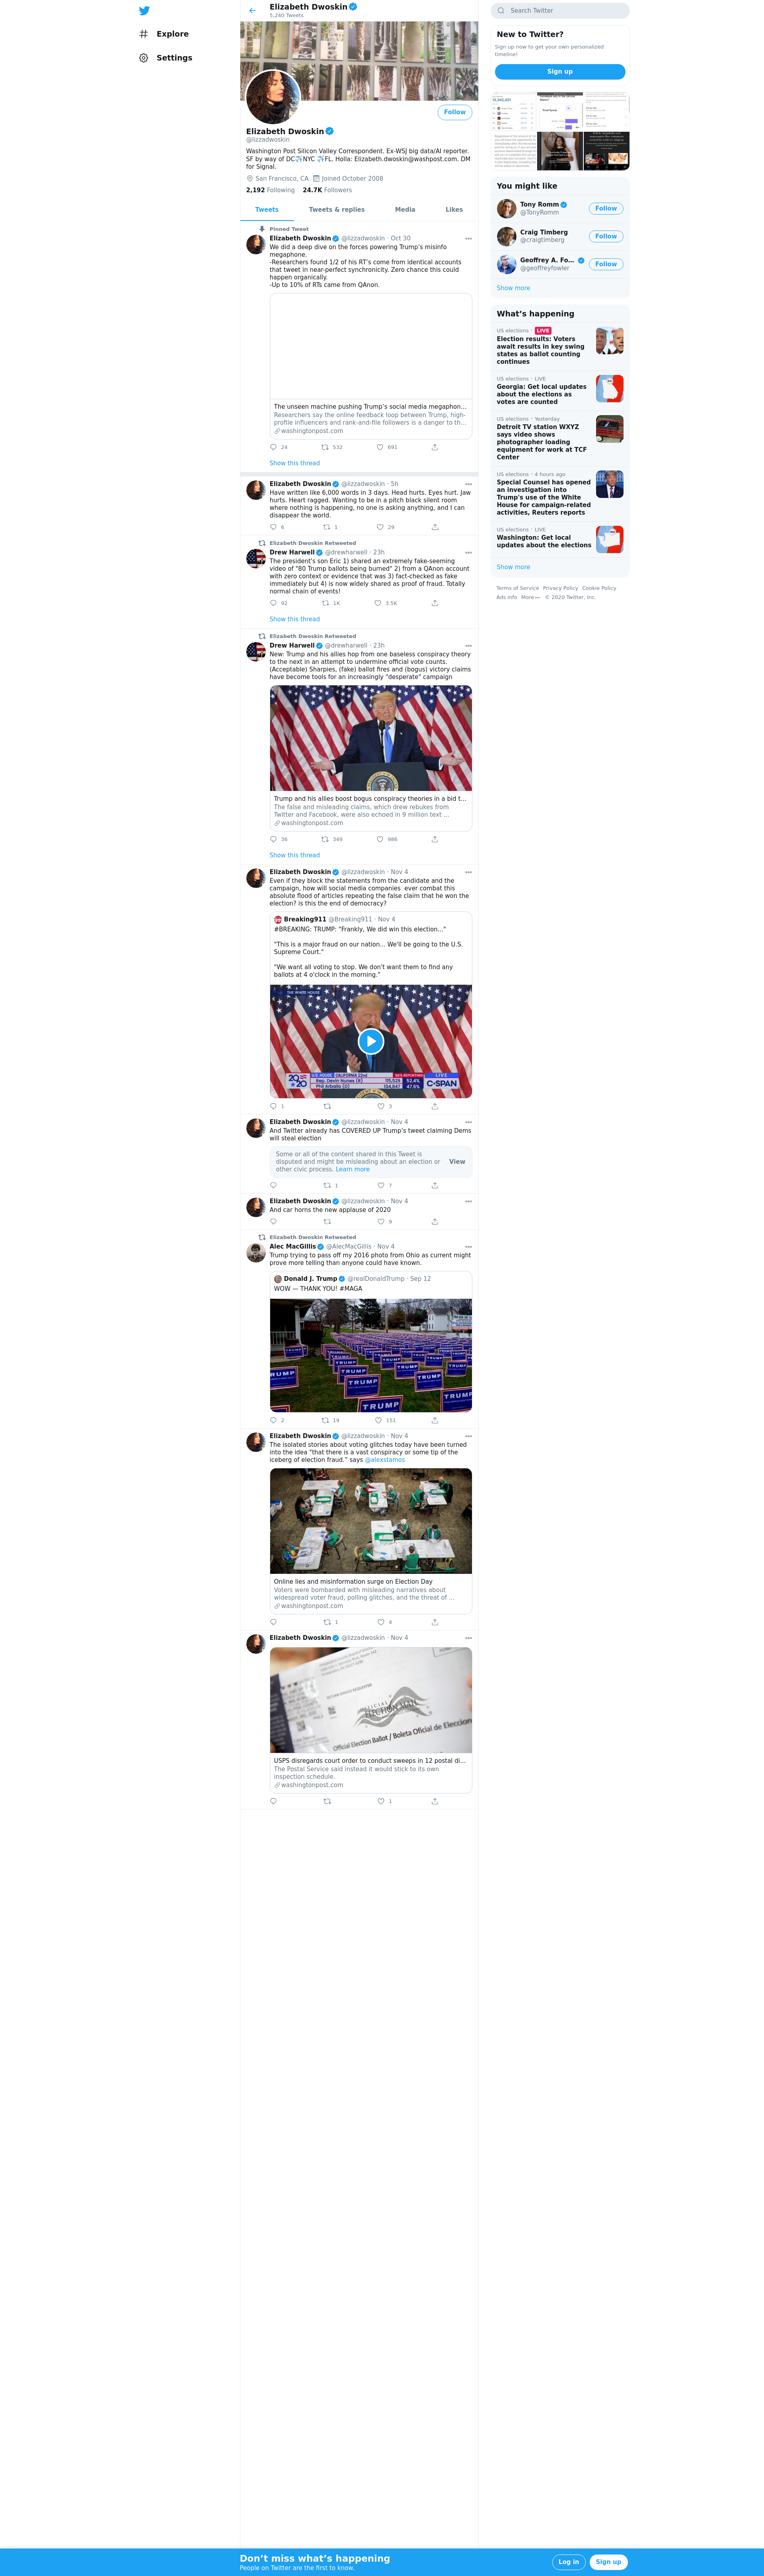 Explore
Settings
Elizabeth Dwoskin
5,240 Tweets
Follow
Elizabeth Dwoskin
@lizzadwoskin
Washington Post Silicon Valley Correspondent. Ex-WSJ big data/AI reporter.
SF by way of DC✈️NYC ✈️FL. Holla: Elizabeth.dwoskin@washpost.com. DM
for Signal.
San Francisco, CA Joined October 2008
2,192 Following 24.7K Followers
Tweets Tweets & replies Media Likes
Pinned Tweet
Elizabeth Dwoskin @lizzadwoskin · Oct 30
We did a deep dive on the forces powering Trump’s misinfo
megaphone.
-Researchers found 1/2 of his RT’s come from identical accounts
that tweet in near-perfect synchronicity. Zero chance this could
happen organically.
-Up to 10% of RTs came from QAnon.
The unseen machine pushing Trump’s social media megaphon...
Researchers say the online feedback loop between Trump, high-
profile influencers and rank-and-file followers is a danger to th...
washingtonpost.com
24 532 691
Show this thread
Elizabeth Dwoskin @lizzadwoskin · 5h
Have written like 6,000 words in 3 days. Head hurts. Eyes hurt. Jaw
hurts. Heart ragged. Wanting to be in a pitch black silent room
where nothing is happening, no one is asking anything, and I can
disappear the world.
6 1 29
Elizabeth Dwoskin Retweeted
Drew Harwell @drewharwell · 23h
The president's son Eric 1) shared an extremely fake-seeming
video of "80 Trump ballots being burned" 2) from a QAnon account
with zero context or evidence that was 3) fact-checked as fake
immediately but 4) is now widely shared as proof of fraud. Totally
normal chain of events!
92 1K 3.5K
Show this thread
Elizabeth Dwoskin Retweeted
Drew Harwell @drewharwell · 23h
New: Trump and his allies hop from one baseless conspiracy theory
to the next in an attempt to undermine official vote counts.
(Acceptable) Sharpies, (fake) ballot fires and (bogus) victory claims
have become tools for an increasingly "desperate" campaign
Trump and his allies boost bogus conspiracy theories in a bid t...
The false and misleading claims, which drew rebukes from
Twitter and Facebook, were also echoed in 9 million text ...
washingtonpost.com
36 349 986
Show this thread
Elizabeth Dwoskin @lizzadwoskin · Nov 4
Even if they block the statements from the candidate and the
campaign, how will social media companies ever combat this
absolute flood of articles repeating the false claim that he won the
election? is this the end of democracy?
Breaking911 @Breaking911 · Nov 4
#BREAKING: TRUMP: "Frankly, We did win this election..."
"This is a major fraud on our nation... We'll be going to the U.S.
Supreme Court."
"We want all voting to stop. We don't want them to find any
ballots at 4 o'clock in the morning."
THE WHITE HOUSE
2020
U.S. HOUSE CALIFORNIA 22nd
Rep. Devin Nunes (R) 115,529 52.4%
Phil Arballo (D) 104,847 47.6%
LIVE
C-SPAN
1 3
Elizabeth Dwoskin @lizzadwoskin · Nov 4
And Twitter already has COVERED UP Trump’s tweet claiming Dems
will steal election
Some or all of the content shared in this Tweet is
disputed and might be misleading about an election or
other civic process. Learn more
View
1 7
Elizabeth Dwoskin @lizzadwoskin · Nov 4
And car horns the new applause of 2020
9
Elizabeth Dwoskin Retweeted
Alec MacGillis @AlecMacGillis · Nov 4
Trump trying to pass off my 2016 photo from Ohio as current might
prove more telling than anyone could have known.
Donald J. Trump @realDonaldTrump · Sep 12
WOW — THANK YOU! #MAGA
TRUMP
TRUMP
TRUMP
TRUMP
2 19 131
Elizabeth Dwoskin @lizzadwoskin · Nov 4
The isolated stories about voting glitches today have been turned
into the idea “that there is a vast conspiracy or some tip of the
iceberg of election fraud.” says @alexstamos
Online lies and misinformation surge on Election Day
Voters were bombarded with misleading narratives about
widespread voter fraud, polling glitches, and the threat of ...
washingtonpost.com
1 4
Elizabeth Dwoskin @lizzadwoskin · Nov 4
OFFICIAL
ELECTION MAIL
Official Election Ballot / Boleta Oficial de Eleccion
USPS disregards court order to conduct sweeps in 12 postal di...
The Postal Service said instead it would stick to its own
inspection schedule.
washingtonpost.com
1
Search Twitter
New to Twitter?
Sign up now to get your own personalized
timeline!
Sign up
You might like
Tony Romm
@TonyRomm
Follow
Craig Timberg
@craigtimberg
Follow
Geoffrey A. Fo...
@geoffreyfowler
Follow
Show more
What’s happening
US elections · LIVE
Election results: Voters
await results in key swing
states as ballot counting
continues
US elections · LIVE
Georgia: Get local updates
about the elections as
votes are counted
US elections · Yesterday
Detroit TV station WXYZ
says video shows
photographer loading
equipment for work at TCF
Center
US elections · 4 hours ago
Special Counsel has opened
an investigation into
Trump’s use of the White
House for campaign-related
activities, Reuters reports
US elections · LIVE
Washington: Get local
updates about the elections
Show more
Terms of Service Privacy Policy Cookie Policy
Ads info More © 2020 Twitter, Inc.
Don’t miss what’s happening
People on Twitter are the first to know.
Log in
Sign up